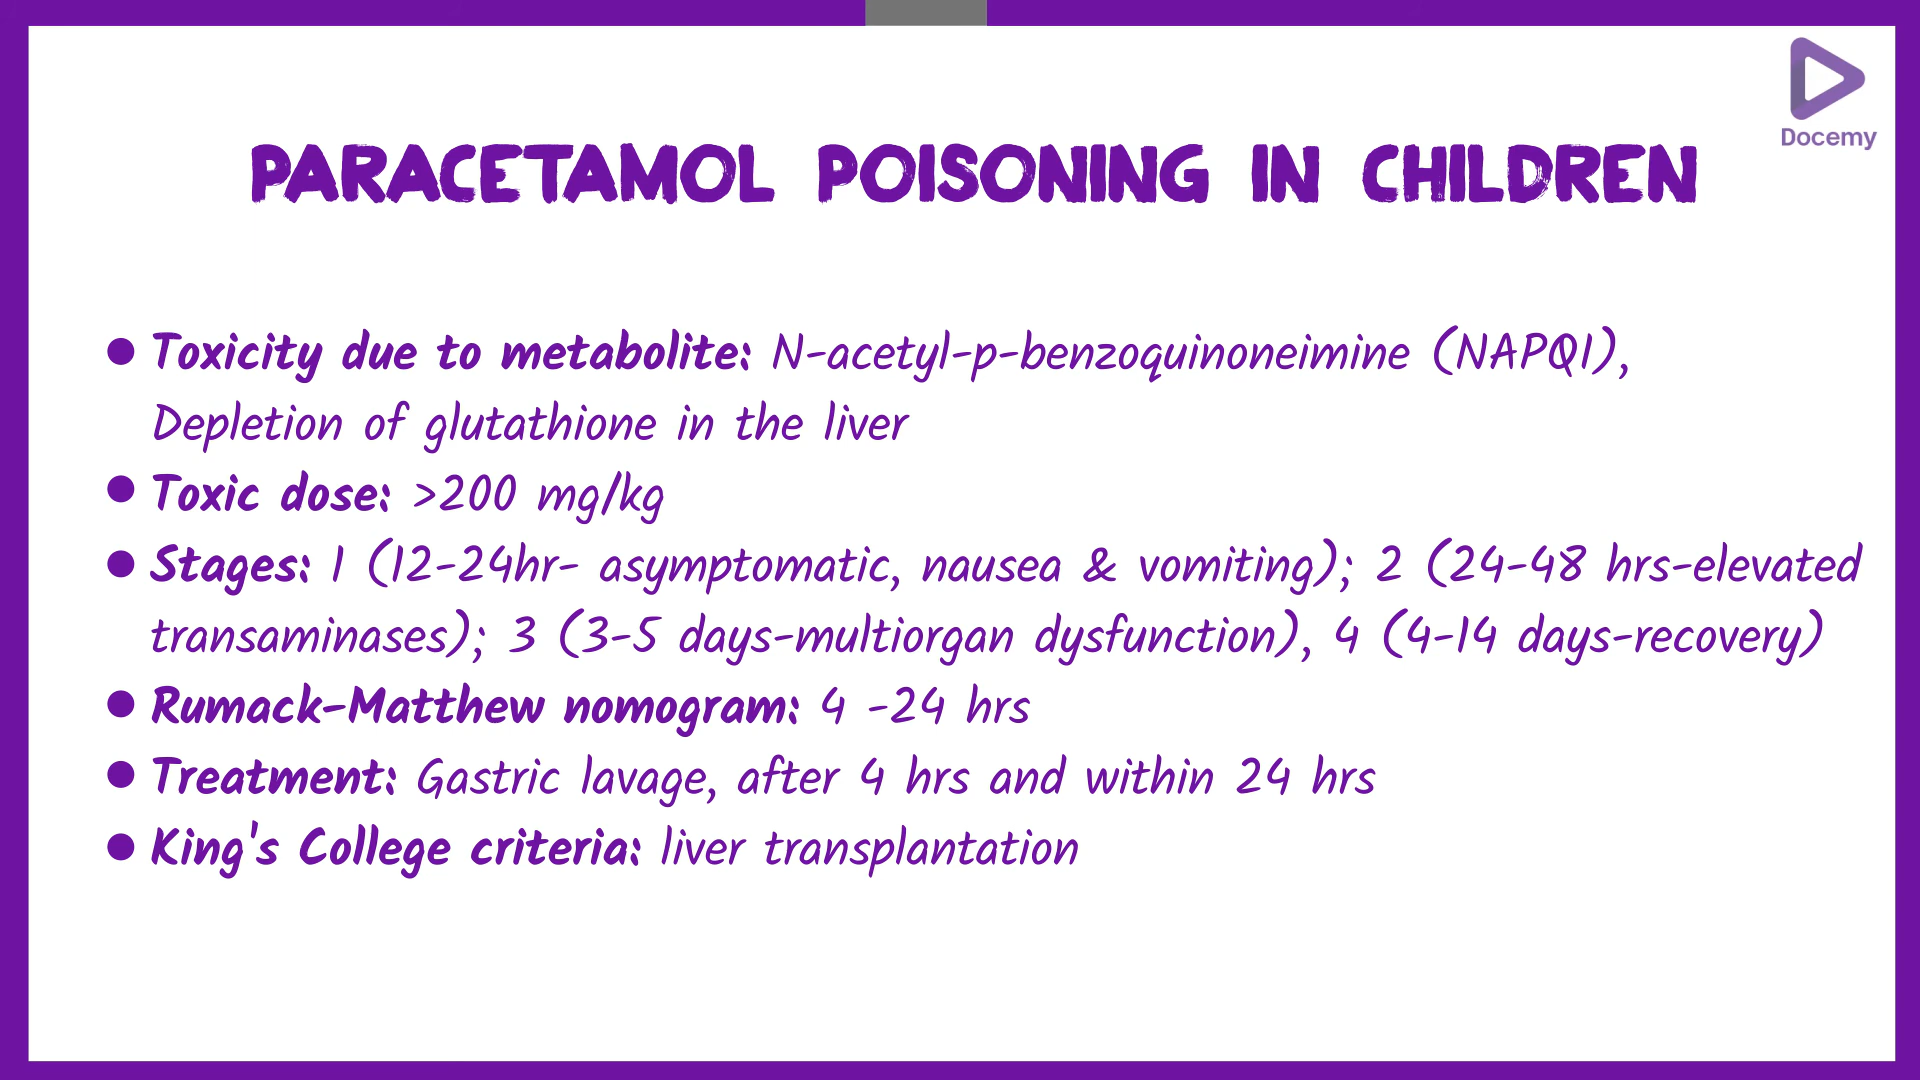 Docemy
PARACETAMOL POISONING IN CHILDREN
● Toxicity due to metabolite: N-acetyl-p-benzoquinoneimine (NAPQI),
Depletion of glutathione in the liver
● Toxic dose: >200 mg/kg
● Stages: 1 (12-24hr- asymptomatic, nausea & vomiting); 2 (24-48 hrs-elevated
transaminases); 3 (3-5 days-multiorgan dysfunction), 4 (4-14 days-recovery)
● Rumack-Matthew nomogram: 4 -24 hrs
● Treatment: Gastric lavage, after 4 hrs and within 24 hrs
● King's College criteria: liver transplantation